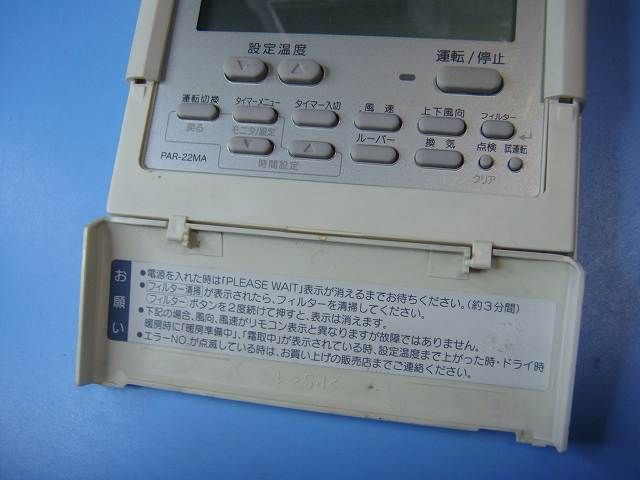 設定温度
運転/停止
運転切換
タイマーメニュー
タイマー入切
風速
上下風向
フィルター
戻る
モニタ/設定
ルーバー
換気
点検
試運転
PAR-22MA
時間設定
クリア
お願い
●電源を入れた時は「PLEASE WAIT」表示が消えるまでお待ちください。(約3分間)
●フィルター清掃が表示されたら、フィルターを清掃してください。
フィルターボタンを2度続けて押すと、表示は消えます。
●下記の場合、風向、風速がリモコン表示と異なりますが故障ではありません。
暖房時に「暖房準備中」、「霜取中」が表示されている時、設定温度まで上がった時・ドライ時
●エラーNO.が点滅している時は、お買い上げの販売店までご連絡ください。